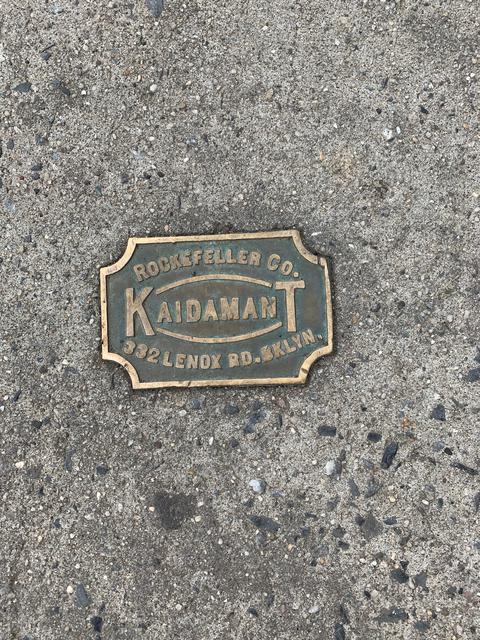 ROCKEFELLER CO.
KAIDAMANT
332 LENOX RD. BKLYN.